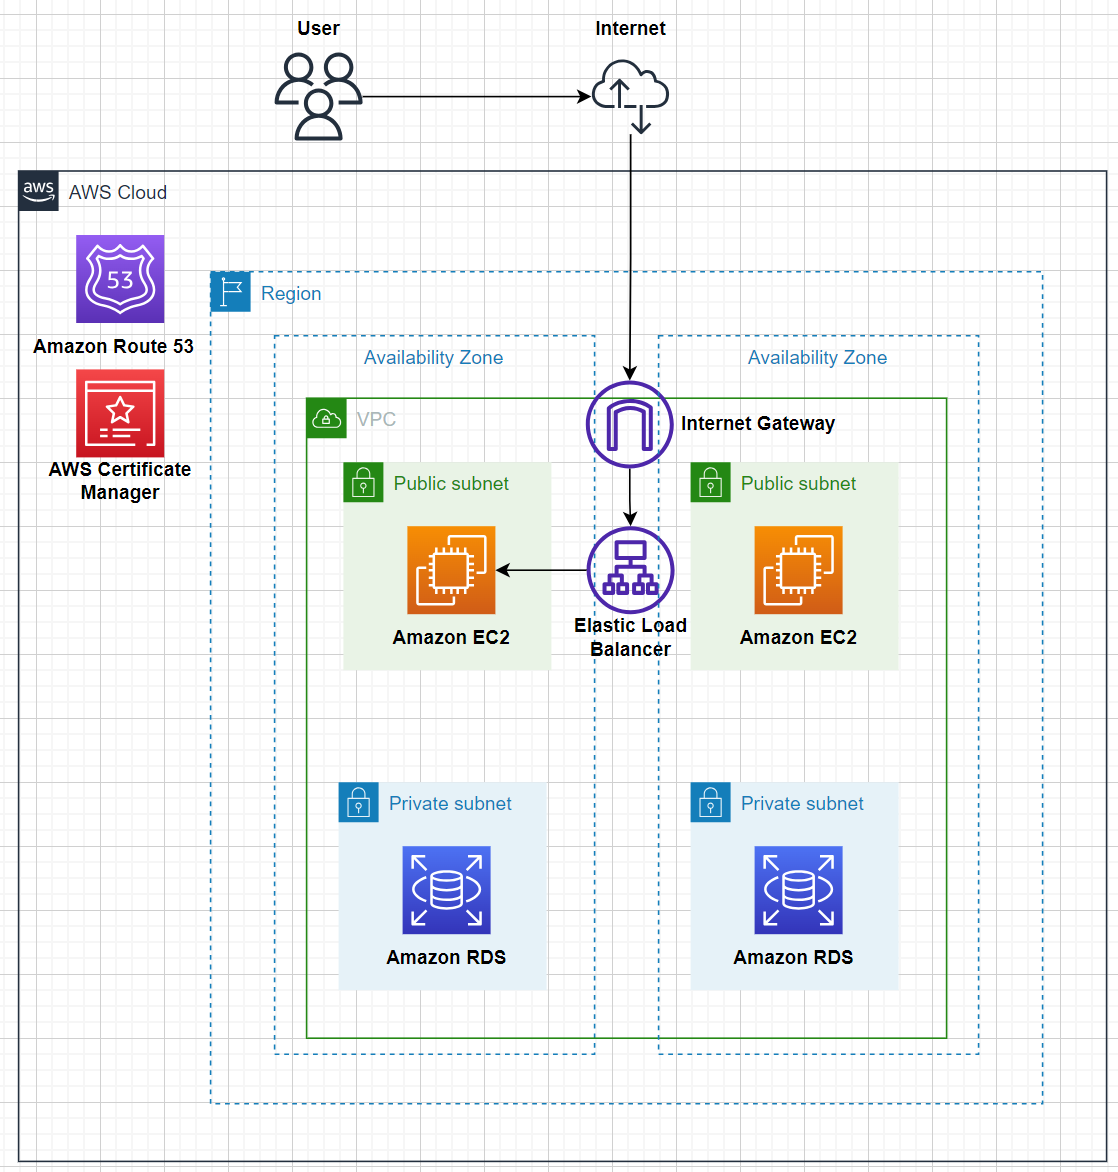 User
Internet
aws
AWS Cloud
53
Amazon Route 53
Region
Availability Zone
Availability Zone
AWS Certificate
Manager
VPC
Internet Gateway
Public subnet
Public subnet
Amazon EC2
Elastic Load
Balancer
Amazon EC2
Private subnet
Private subnet
Amazon RDS
Amazon RDS